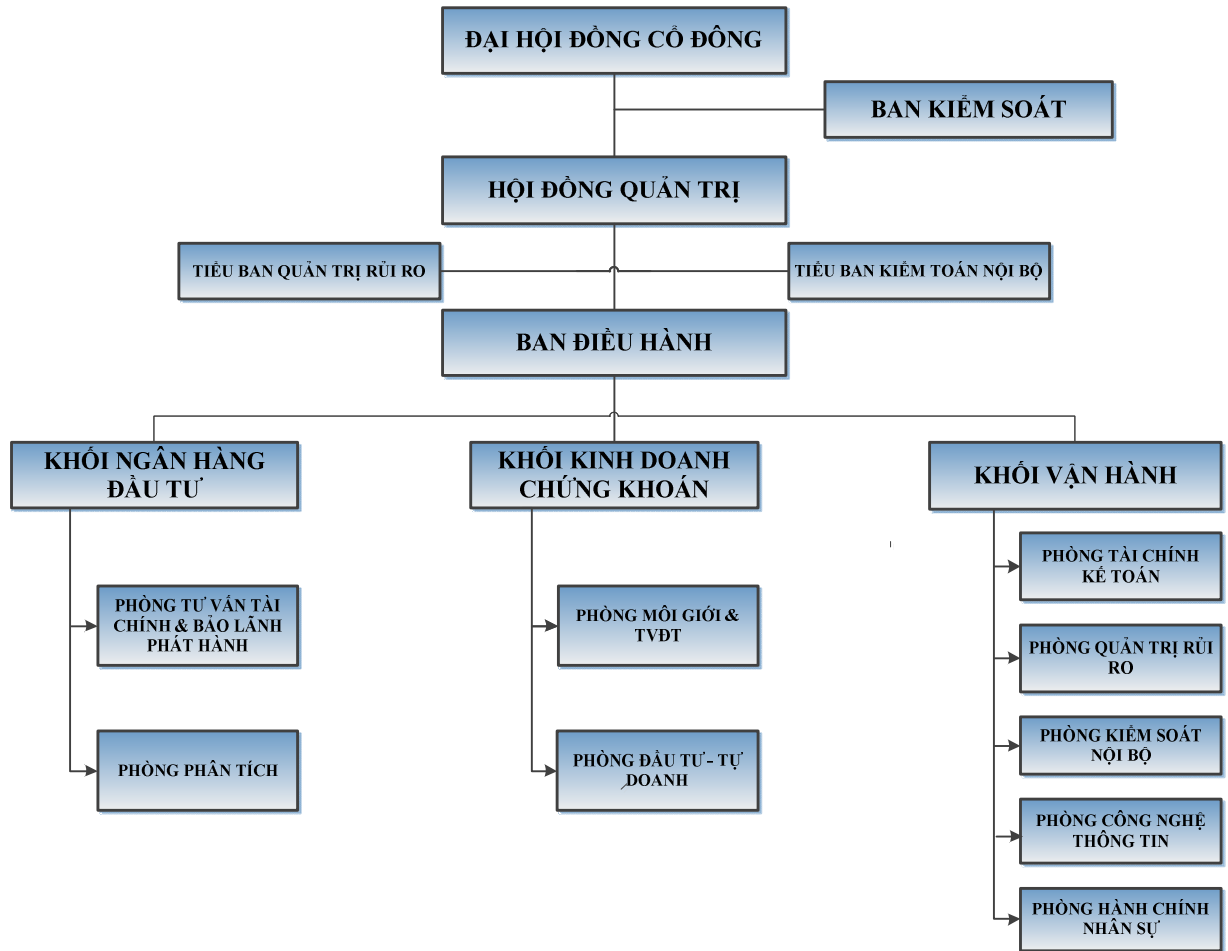 ĐẠI HỘI ĐỒNG CỔ ĐÔNG
BAN KIỂM SOÁT
HỘI ĐỒNG QUẢN TRỊ
TIỂU BAN QUẢN TRỊ RỦI RO
TIỂU BAN KIỂM TOÁN NỘI BỘ
BAN ĐIỀU HÀNH
KHỐI NGÂN HÀNG
ĐẦU TƯ
PHÒNG TƯ VẤN TÀI
CHÍNH & BẢO LÃNH
PHÁT HÀNH
PHÒNG PHÂN TÍCH
KHỐI KINH DOANH
CHỨNG KHOÁN
PHÒNG MÔI GIỚI &
TVĐT
PHÒNG ĐẦU TƯ – TỰ
DOANH
KHỐI VẬN HÀNH
PHÒNG TÀI CHÍNH
KẾ TOÁN
PHÒNG QUẢN TRỊ RỦI
RO
PHÒNG KIỂM SOÁT
NỘI BỘ
PHÒNG CÔNG NGHỆ
THÔNG TIN
PHÒNG HÀNH CHÍNH
NHÂN SỰ